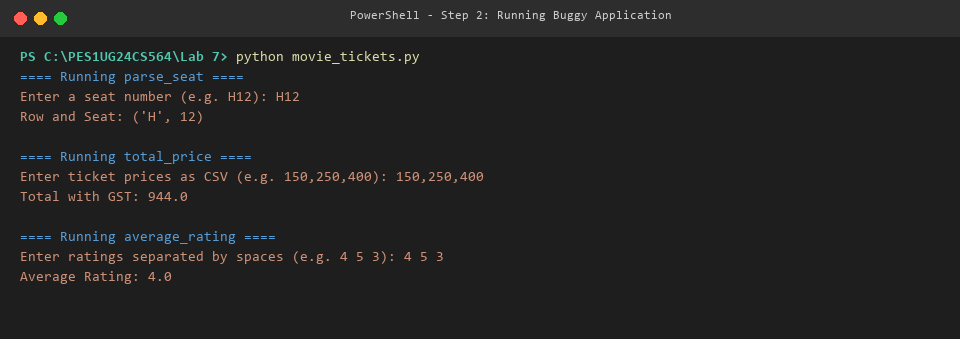 PowerShell - Step 2: Running Buggy Application
PS C:\PES1UG24CS564\Lab 7> python movie_tickets.py
==== Running parse_seat ====
Enter a seat number (e.g. H12): H12
Row and Seat: ('H', 12)
==== Running total_price ====
Enter ticket prices as CSV (e.g. 150,250,400): 150,250,400
Total with GST: 944.0
==== Running average_rating ====
Enter ratings separated by spaces (e.g. 4 5 3): 4 5 3
Average Rating: 4.0